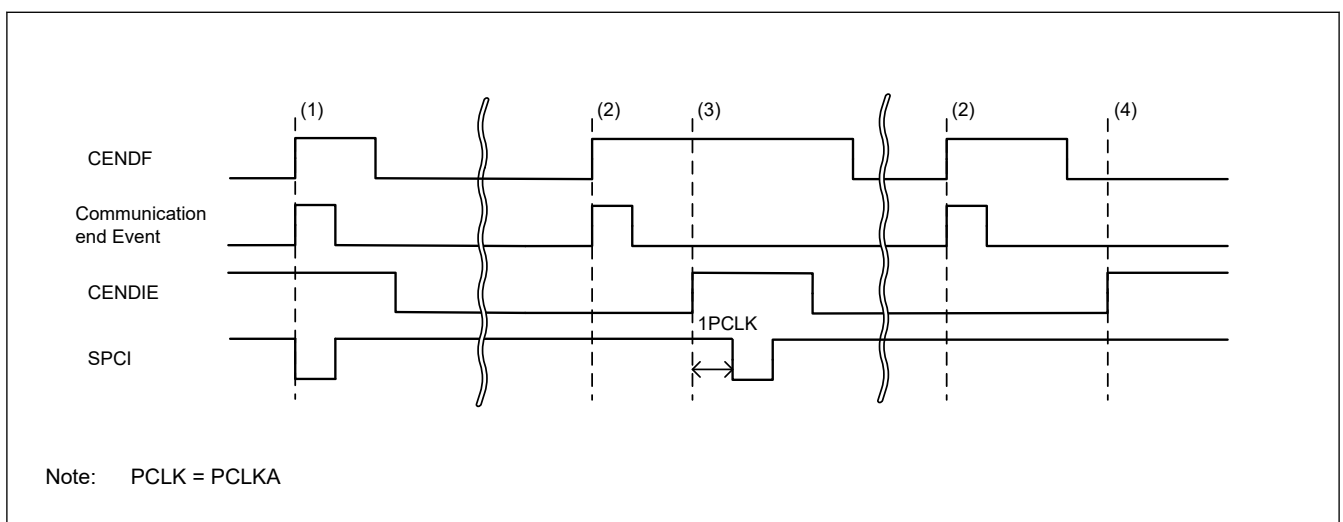 (1) (2) (3) (2) (4)
CENDF
Communication
end Event
CENDIE
1PCLK
SPCI
Note: PCLK = PCLKA